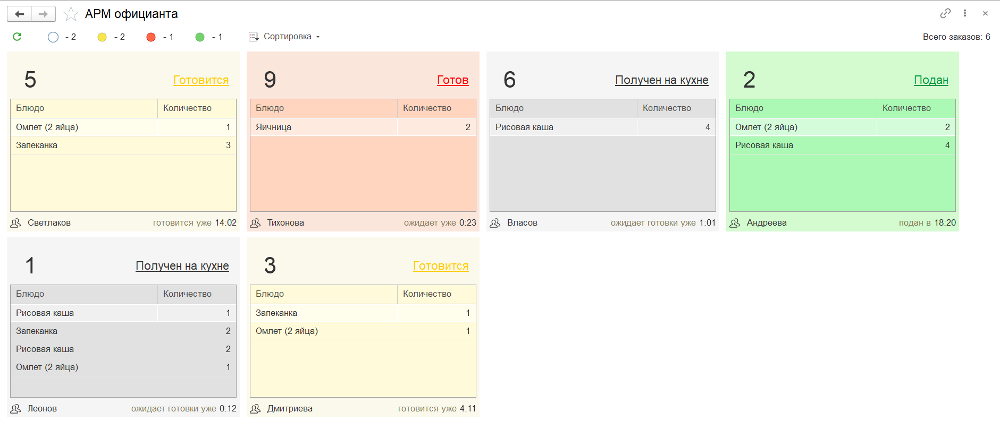 АРМ официанта
- 2 - 2 - 1 - 1 Сортировка Всего заказов: 6
5 Готовится
Блюдо Количество
Омлет (2 яйца) 1
Запеканка 3
Светлаков готовится уже 14:02
9 Готов
Блюдо Количество
Яичница 2
Тихонова ожидает уже 0:23
6 Получен на кухне
Блюдо Количество
Рисовая каша 4
Власов ожидает готовки уже 1:01
2 Подан
Блюдо Количество
Омлет (2 яйца) 2
Рисовая каша 4
Андреева подан в 18:20
1 Получен на кухне
Блюдо Количество
Рисовая каша 1
Запеканка 2
Рисовая каша 2
Омлет (2 яйца) 1
Леонов ожидает готовки уже 0:12
3 Готовится
Блюдо Количество
Запеканка 1
Омлет (2 яйца) 1
Дмитриева готовится уже 4:11